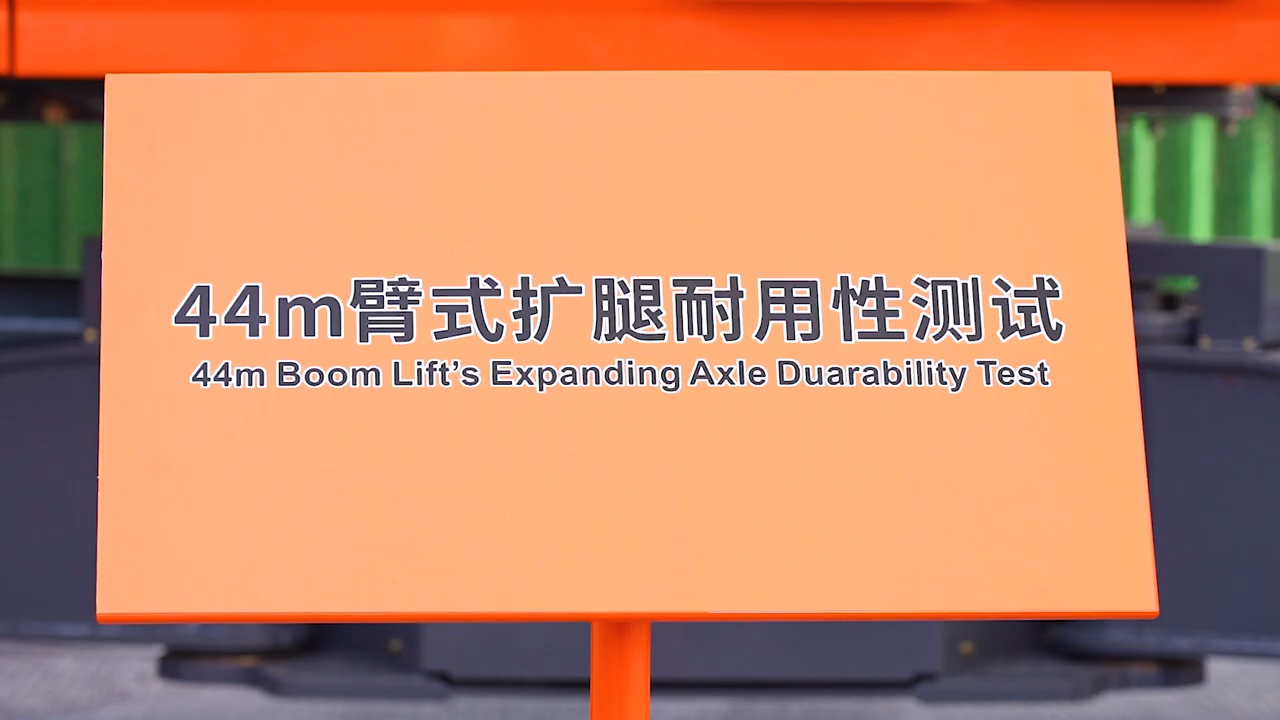 44m臂式扩腿耐用性测试
44m Boom Lift’s Expanding Axle Duarability Test